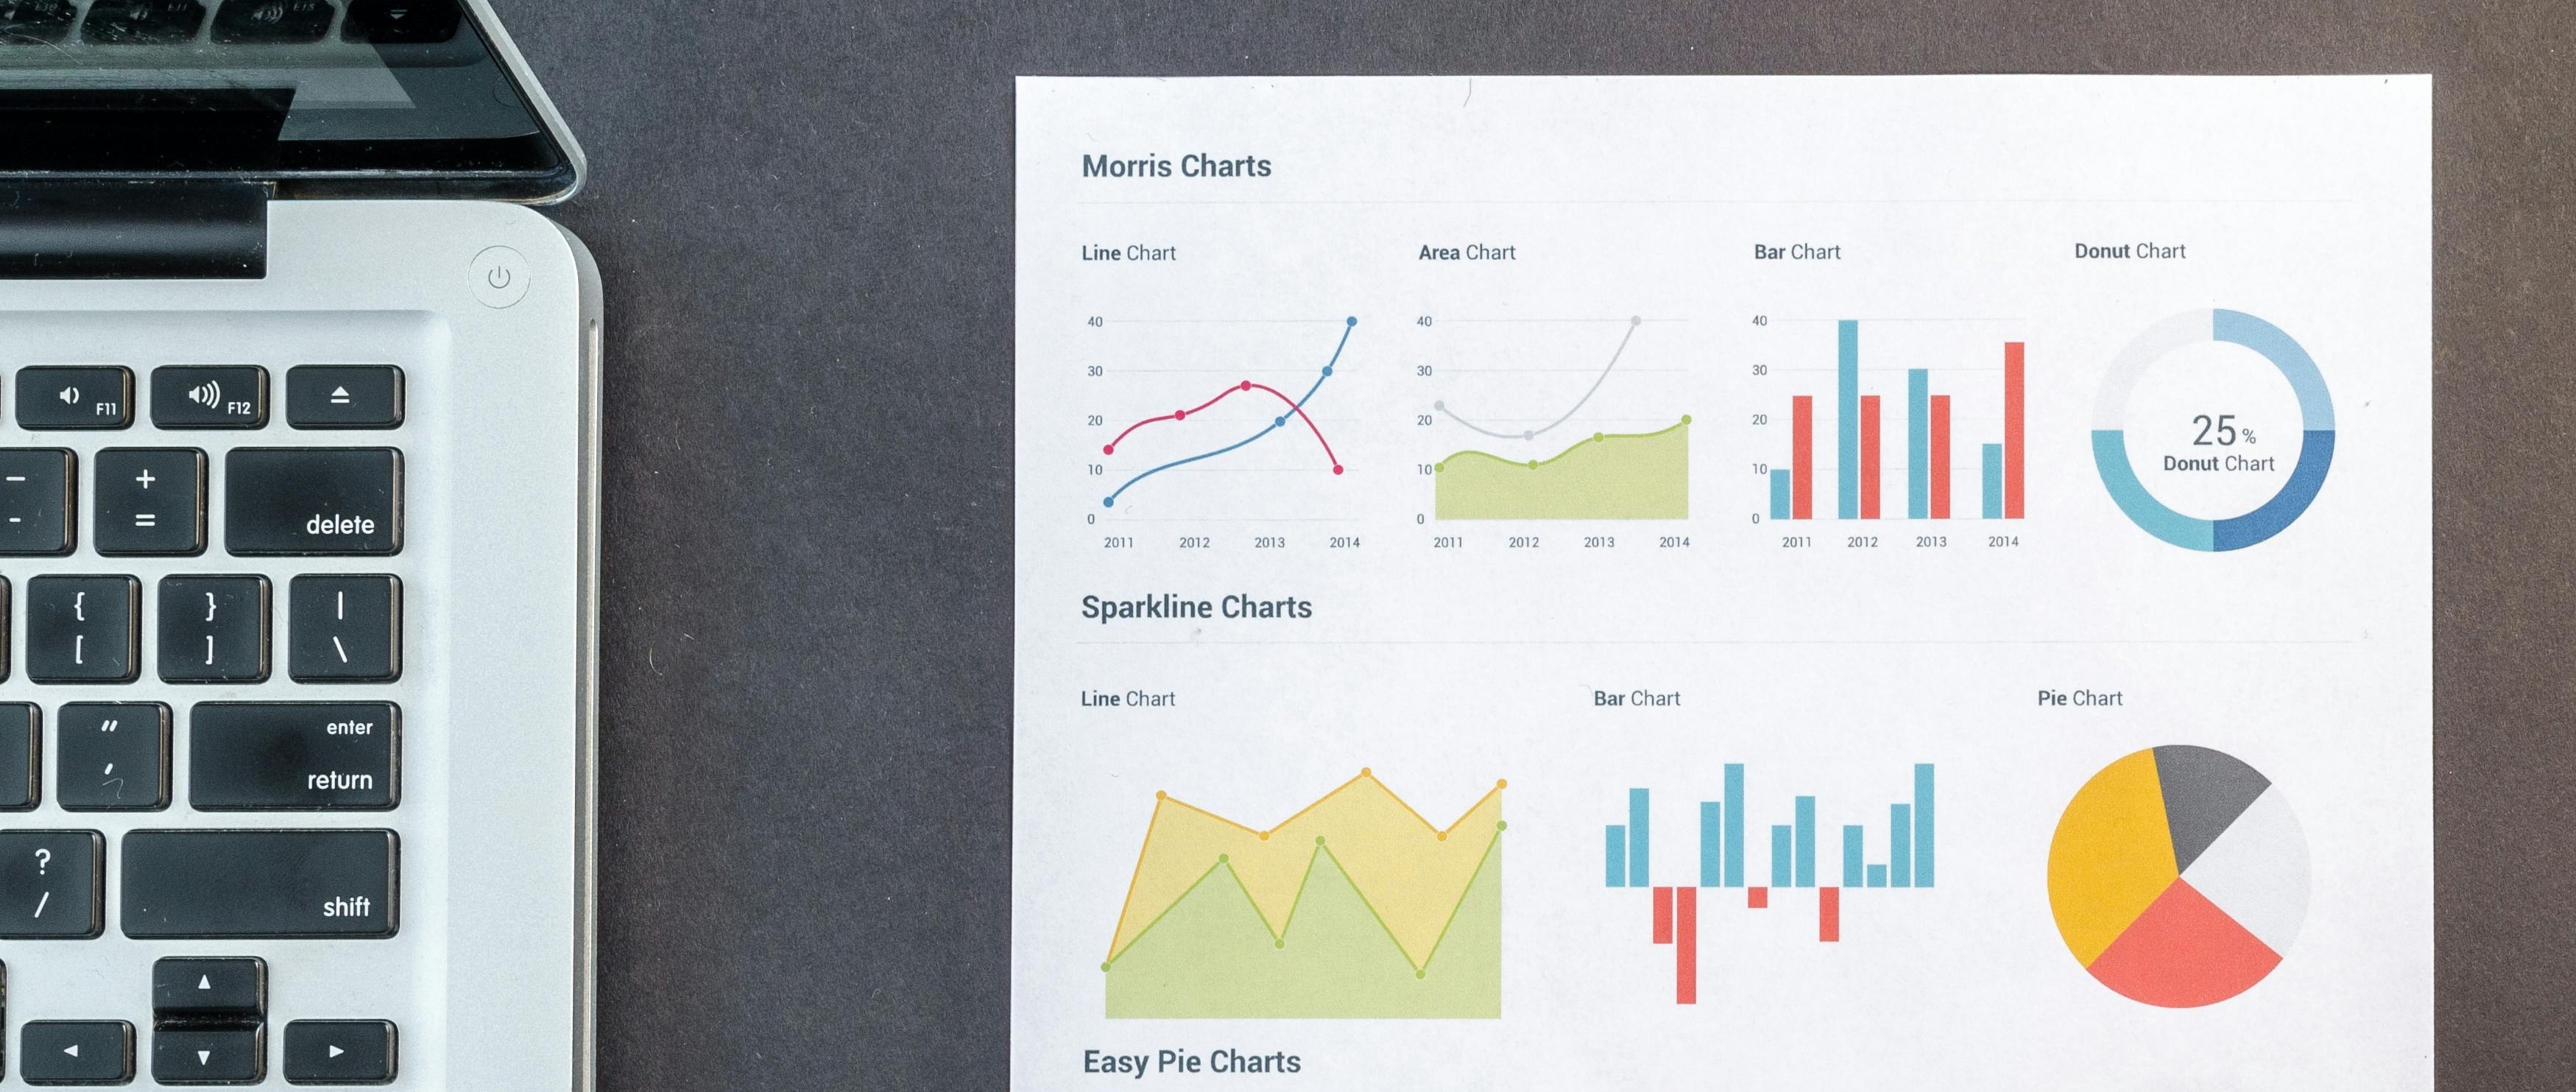 F11 F12
- + delete
- =
{ } |
[ ] \
" enter
' return
? shift
/
Morris Charts
Line Chart Area Chart Bar Chart Donut Chart
40 40 40
30 30 30
20 20 20
10 10 10
0 0 0
2011 2012 2013 2014 2011 2012 2013 2014 2011 2012 2013 2014
25 %
Donut Chart
Sparkline Charts
Line Chart Bar Chart Pie Chart
Easy Pie Charts